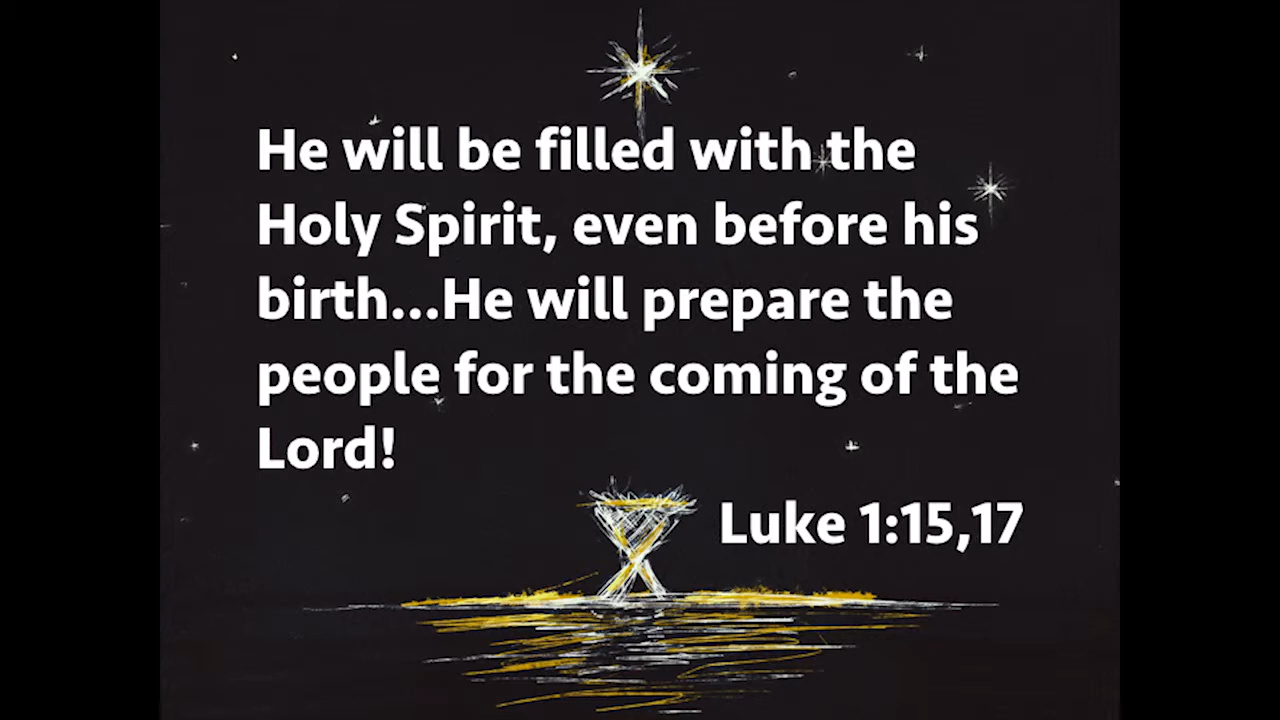 He will be filled with the
Holy Spirit, even before his
birth...He will prepare the
people for the coming of the
Lord!
Luke 1:15,17